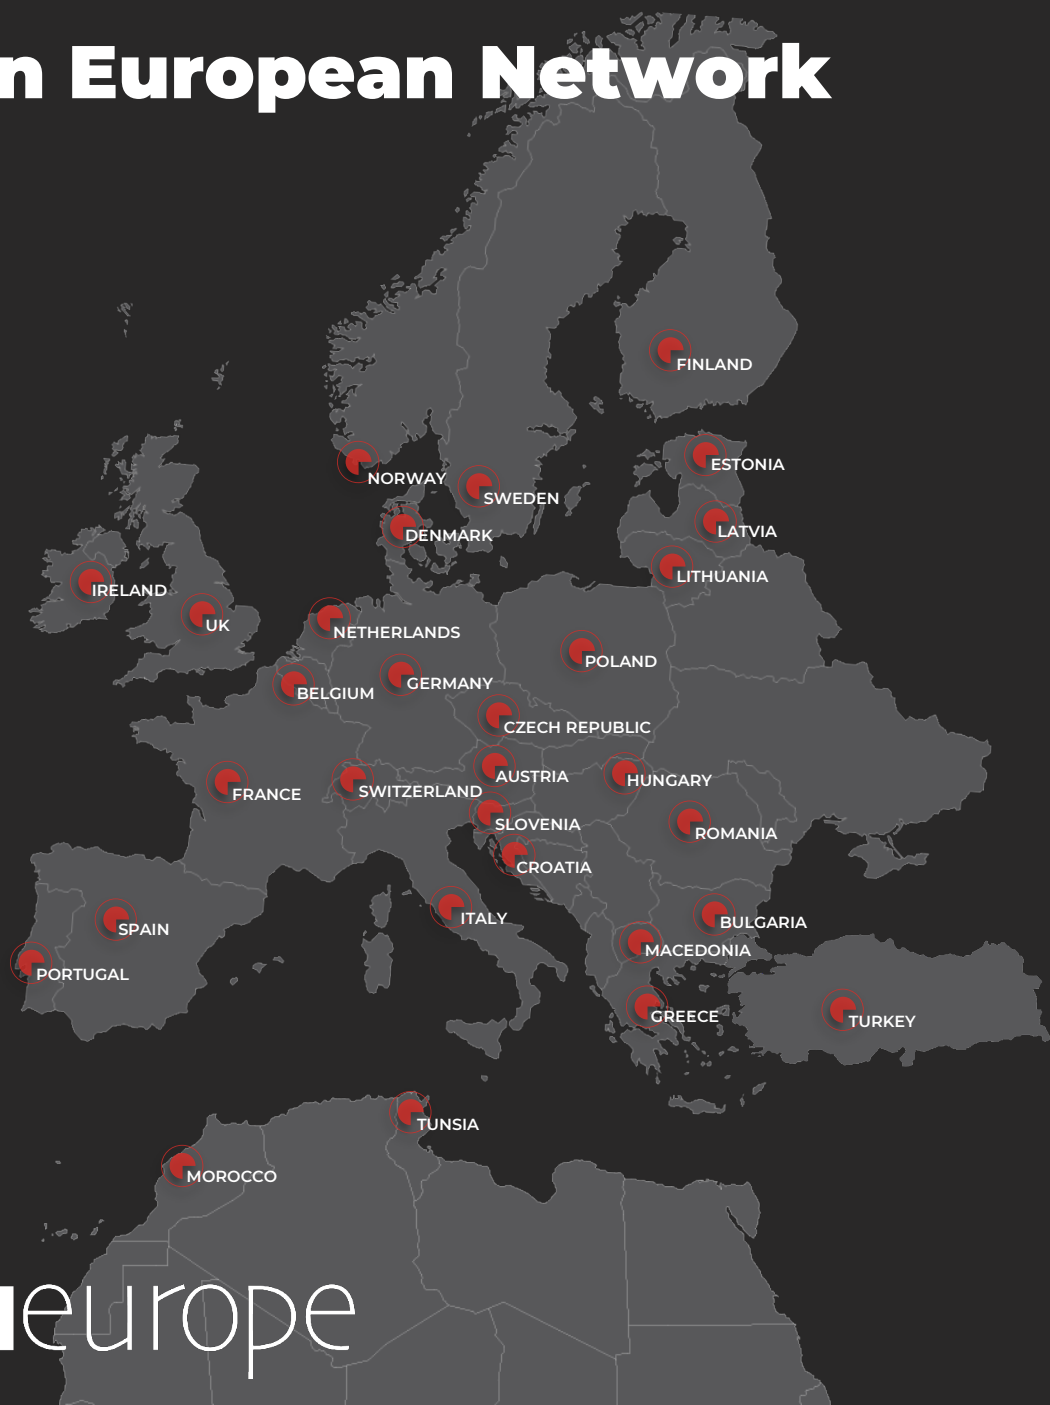 n European Network
FINLAND
ESTONIA
NORWAY
SWEDEN
LATVIA
DENMARK
LITHUANIA
IRELAND
UK
NETHERLANDS
POLAND
GERMANY
BELGIUM
CZECH REPUBLIC
AUSTRIA
HUNGARY
SWITZERLAND
FRANCE
SLOVENIA
ROMANIA
CROATIA
ITALY
BULGARIA
SPAIN
MACEDONIA
PORTUGAL
GREECE
TURKEY
TUNSIA
MOROCCO
europe